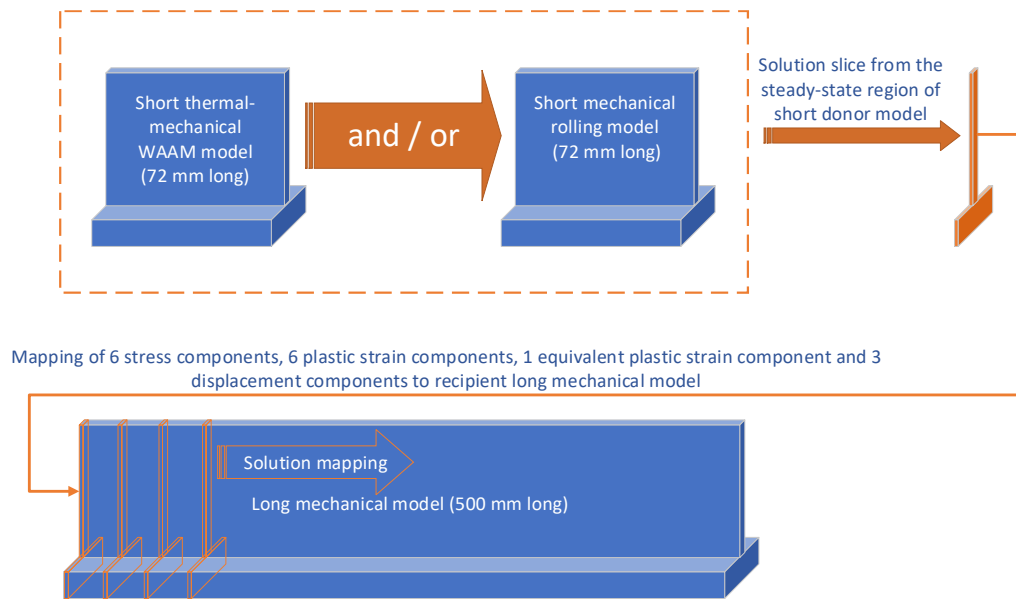 Short thermal-
mechanical
WAAM model
(72 mm long)
and / or
Short mechanical
rolling model
(72 mm long)
Solution slice from the
steady-state region of
short donor model
Mapping of 6 stress components, 6 plastic strain components, 1 equivalent plastic strain component and 3
displacement components to recipient long mechanical model
Solution mapping
Long mechanical model (500 mm long)